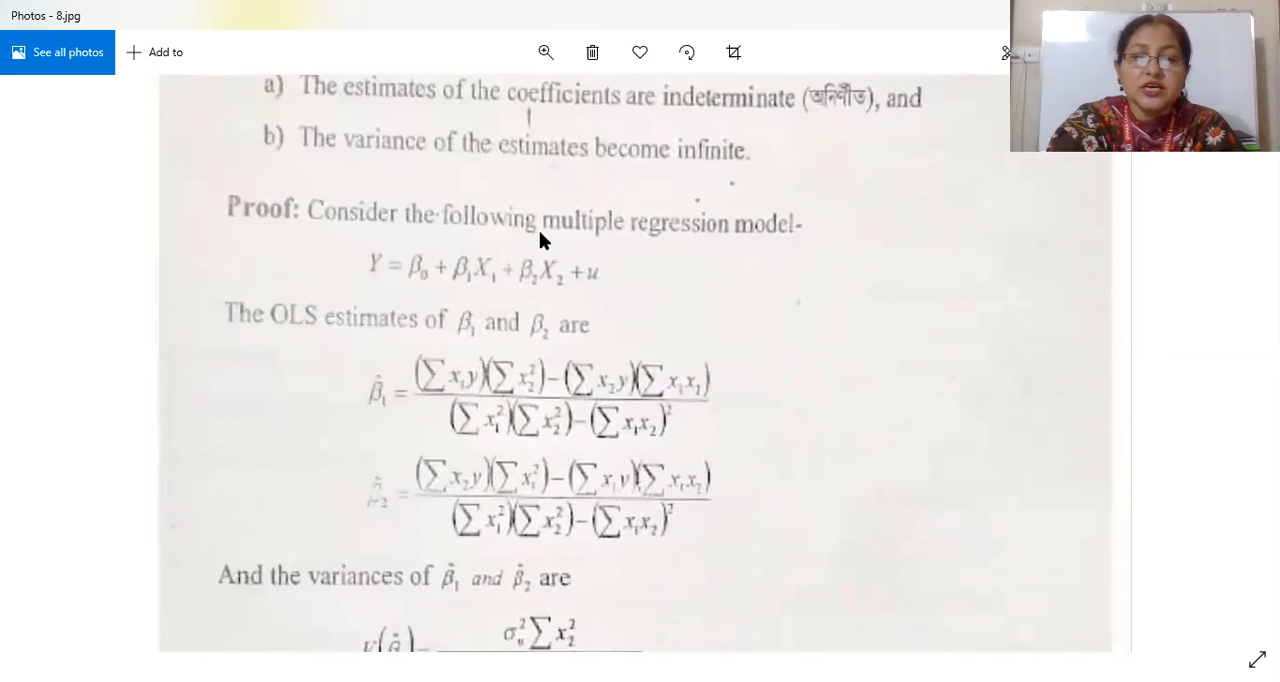 Photos - 8.jpg
See all photos
Add to
a) The estimates of the coefficients are indeterminate (অনির্ণীত), and
b) The variance of the estimates become infinite.
Proof: Consider the following multiple regression model-
Y = β₀ + β₁X₁ + β₂X₂ + u
The OLS estimates of β₁ and β₂ are
β̂₁ = (∑x₁y)(∑x₂²)−(∑x₂y)(∑x₁x₂)
(∑x₁²)(∑x₂²)−(∑x₁x₂)²
β̂₂ = (∑x₂y)(∑x₁²)−(∑x₁y)(∑x₁x₂)
(∑x₁²)(∑x₂²)−(∑x₁x₂)²
And the variances of β̂₁ and β̂₂ are
σᵤ²∑x₂²